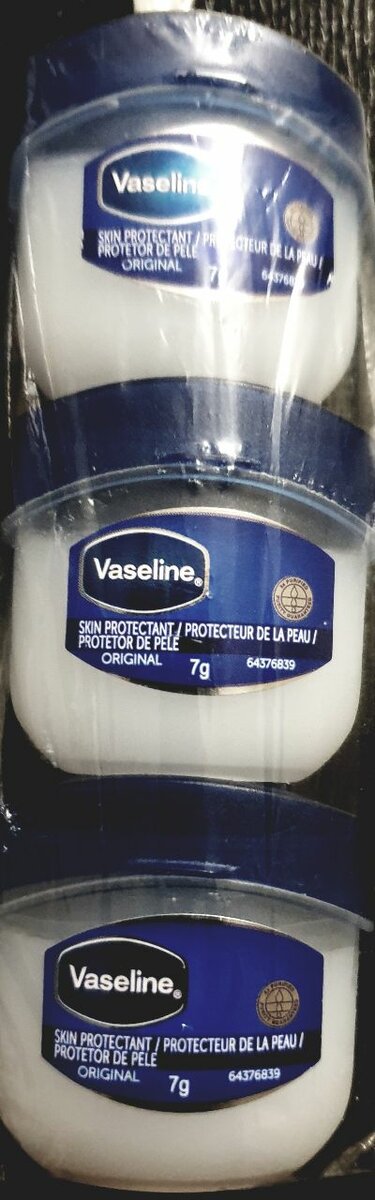 Vaselin
SKIN PROTECTANT / PROTECTEUR DE LA PEAU /
PROTETOR DE PELE
ORIGINAL 7
Vaseline®
SKIN PROTECTANT / PROTECTEUR DE LA PEAU /
PROTETOR DE PELE
ORIGINAL 7g 64376839
Vaseline®
SKIN PROTECTANT / PROTECTEUR DE LA PEAU /
PROTETOR DE PELE
ORIGINAL 7g 64376839